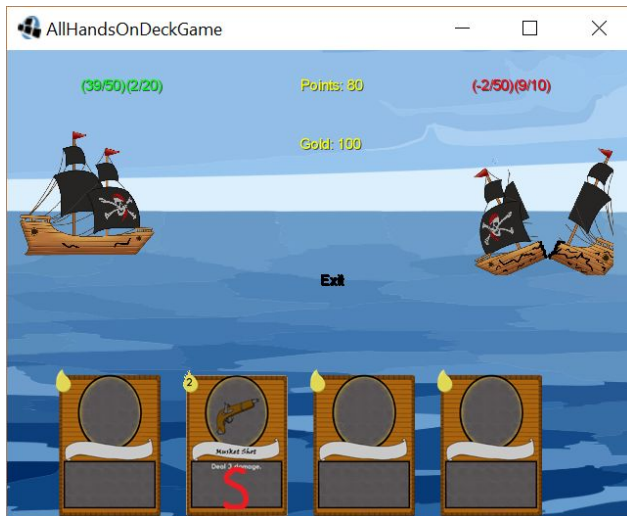 AllHandsOnDeckGame
(39/50)(2/20) Points: 80 (-2/50)(9/10)
Gold: 100
Exit
2
Musket Shot
Deal 3 damage.
S